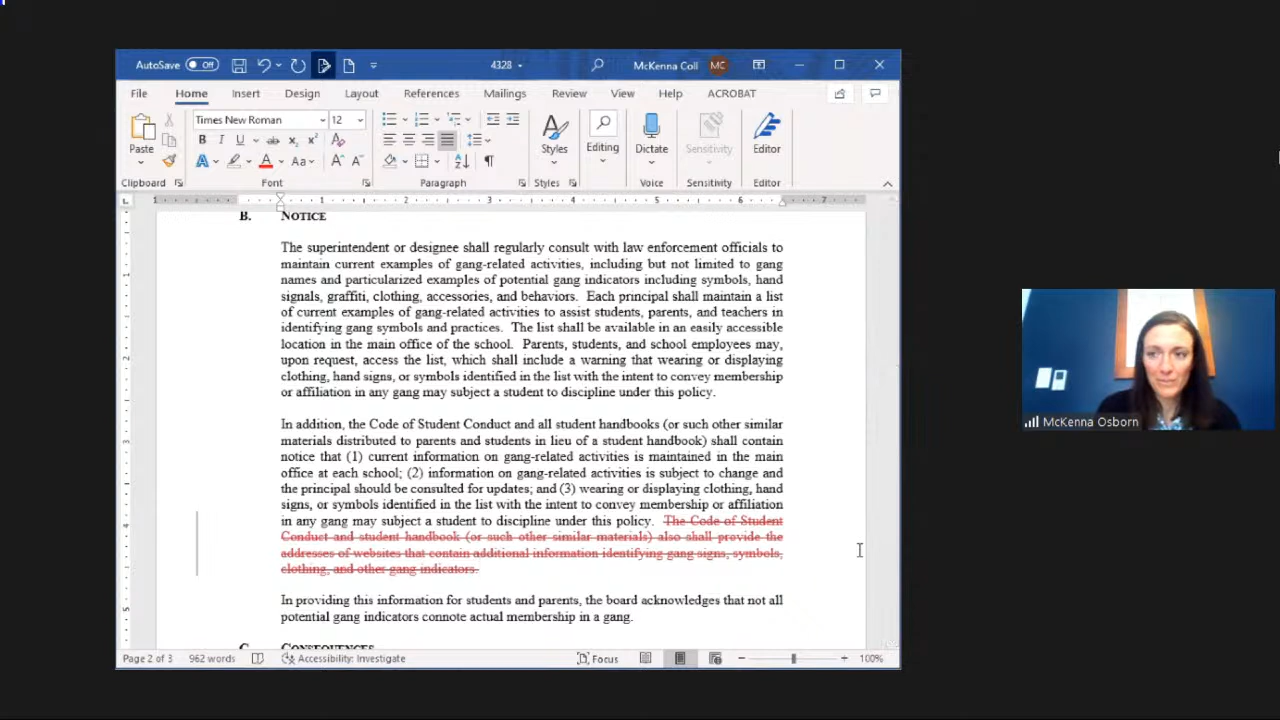 AutoSave Off 4328 McKenna Coll MC
File Home Insert Design Layout References Mailings Review View Help ACROBAT
Times New Roman 12
Paste Styles Editing Dictate Sensitivity Editor
Clipboard Font Paragraph Styles Voice Sensitivity Editor
B. NOTICE
The superintendent or designee shall regularly consult with law enforcement officials to
maintain current examples of gang-related activities, including but not limited to gang
names and particularized examples of potential gang indicators including symbols, hand
signals, graffiti, clothing, accessories, and behaviors. Each principal shall maintain a list
of current examples of gang-related activities to assist students, parents, and teachers in
identifying gang symbols and practices. The list shall be available in an easily accessible
location in the main office of the school. Parents, students, and school employees may,
upon request, access the list, which shall include a warning that wearing or displaying
clothing, hand signs, or symbols identified in the list with the intent to convey membership
or affiliation in any gang may subject a student to discipline under this policy.
In addition, the Code of Student Conduct and all student handbooks (or such other similar
materials distributed to parents and students in lieu of a student handbook) shall contain
notice that (1) current information on gang-related activities is maintained in the main
office at each school; (2) information on gang-related activities is subject to change and
the principal should be consulted for updates; and (3) wearing or displaying clothing, hand
signs, or symbols identified in the list with the intent to convey membership or affiliation
in any gang may subject a student to discipline under this policy. The Code of Student
Conduct and student handbook (or such other similar materials) also shall provide the
addresses of websites that contain additional information identifying gang signs, symbols,
clothing, and other gang indicators.
In providing this information for students and parents, the board acknowledges that not all
potential gang indicators connote actual membership in a gang.
C. CONSEQUENCES
Page 2 of 3 962 words Accessibility: Investigate Focus 100%
McKenna Osborn